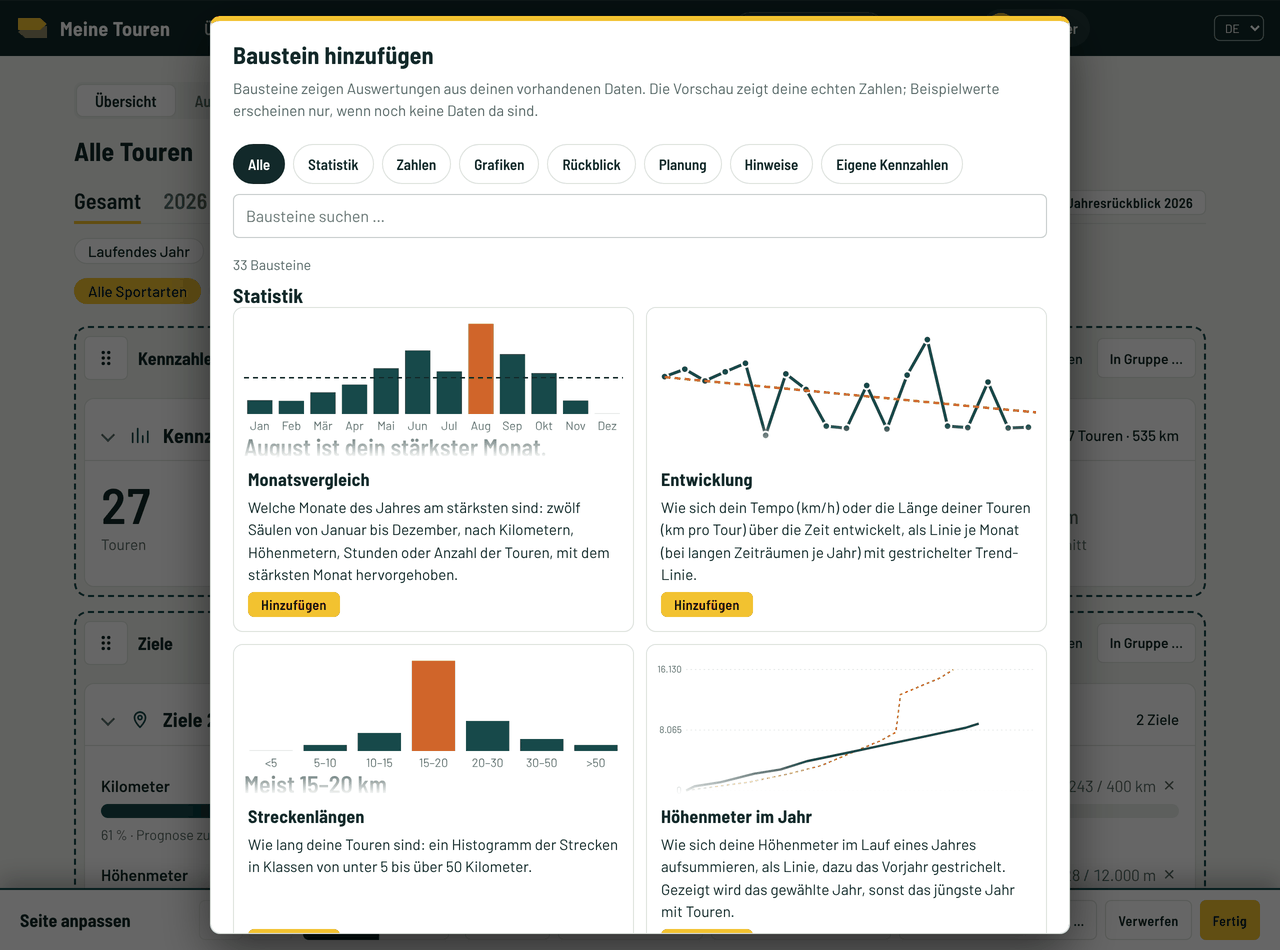 Meine Touren
DE
Baustein hinzufügen
Bausteine zeigen Auswertungen aus deinen vorhandenen Daten. Die Vorschau zeigt deine echten Zahlen; Beispielwerte
erscheinen nur, wenn noch keine Daten da sind.
Übersicht
Alle Touren
Gesamt 2026
Jahresrückblick 2026
Laufendes Jahr
Alle Sportarten
Alle Statistik Zahlen Grafiken Rückblick Planung Hinweise Eigene Kennzahlen
Bausteine suchen ...
33 Bausteine
Statistik
Jan Feb Mär Apr Mai Jun Jul Aug Sep Okt Nov Dez
August ist dein stärkster Monat.
Monatsvergleich
Welche Monate des Jahres am stärksten sind: zwölf
Säulen von Januar bis Dezember, nach Kilometern,
Höhenmetern, Stunden oder Anzahl der Touren, mit dem
stärksten Monat hervorgehoben.
Hinzufügen
Entwicklung
Wie sich dein Tempo (km/h) oder die Länge deiner Touren
(km pro Tour) über die Zeit entwickelt, als Linie je Monat
(bei langen Zeiträumen je Jahr) mit gestrichelter Trend-
Linie.
Hinzufügen
<5 5–10 10–15 15–20 20–30 30–50 >50
Meist 15–20 km
Streckenlängen
Wie lang deine Touren sind: ein Histogramm der Strecken
in Klassen von unter 5 bis über 50 Kilometer.
16.130
8.065
0
Höhenmeter im Jahr
Wie sich deine Höhenmeter im Lauf eines Jahres
aufsummieren, als Linie, dazu das Vorjahr gestrichelt.
Gezeigt wird das gewählte Jahr, sonst das jüngste Jahr
mit Touren.
In Gruppe ...
7 Touren · 535 km
27
Touren
Ziele
In Gruppe ...
Ziele
2 Ziele
Kilometer
243 / 400 km ×
61 % · Prognose
Höhenmeter
/ 12.000 m ×
Seite anpassen
Verwerfen
Fertig